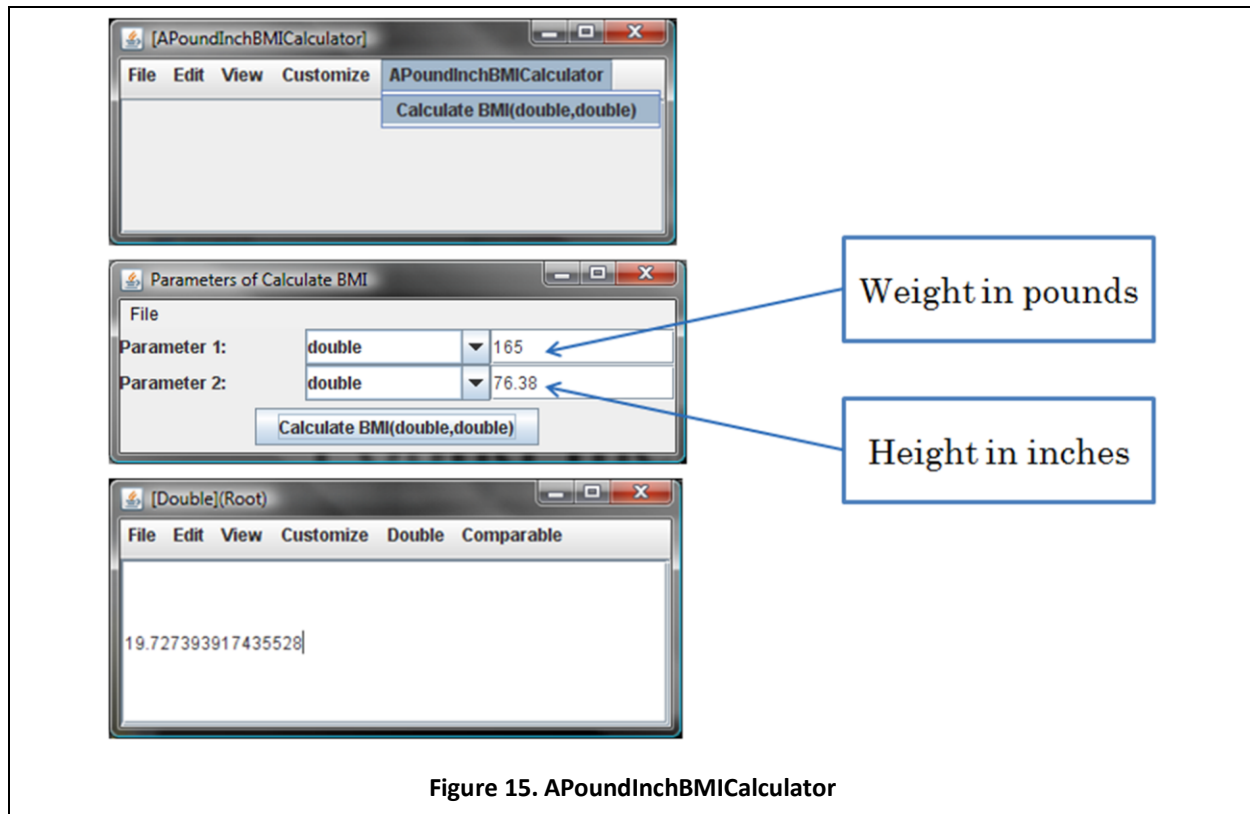 [APoundInchBMICalculator]
File Edit View Customize APoundInchBMICalculator
Calculate BMI(double,double)
Parameters of Calculate BMI
File
Parameter 1: double 165
Parameter 2: double 76.38
Calculate BMI(double,double)
Weight in pounds
Height in inches
[Double](Root)
File Edit View Customize Double Comparable
19.727393917435528
Figure 15. APoundInchBMICalculator